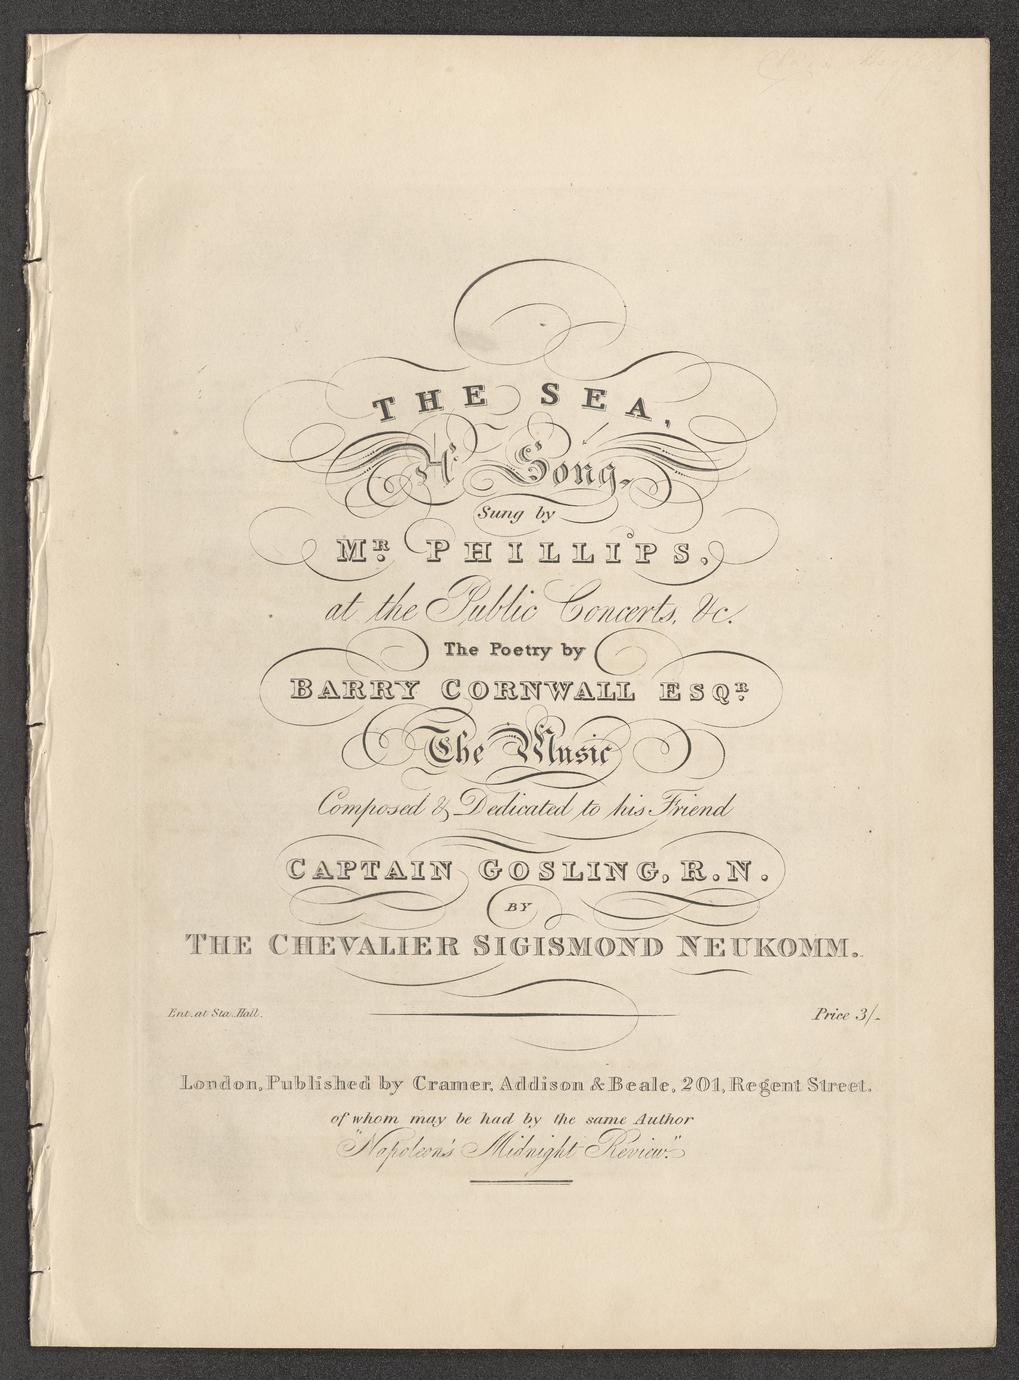 THE SEA,
A Song,
Sung by
MR. PHILLIPS,
at the Public Concerts, &c.
The Poetry by
BARRY CORNWALL ESQR.
The Music
Composed & Dedicated to his Friend
CAPTAIN GOSLING, R.N.
BY
THE CHEVALIER SIGISMOND NEUKOMM.
Ent. at Sta. Hall. Price 3/-
London, Published by Cramer, Addison & Beale, 201, Regent Street.
of whom may be had by the same Author
"Napoleon's Midnight Review."